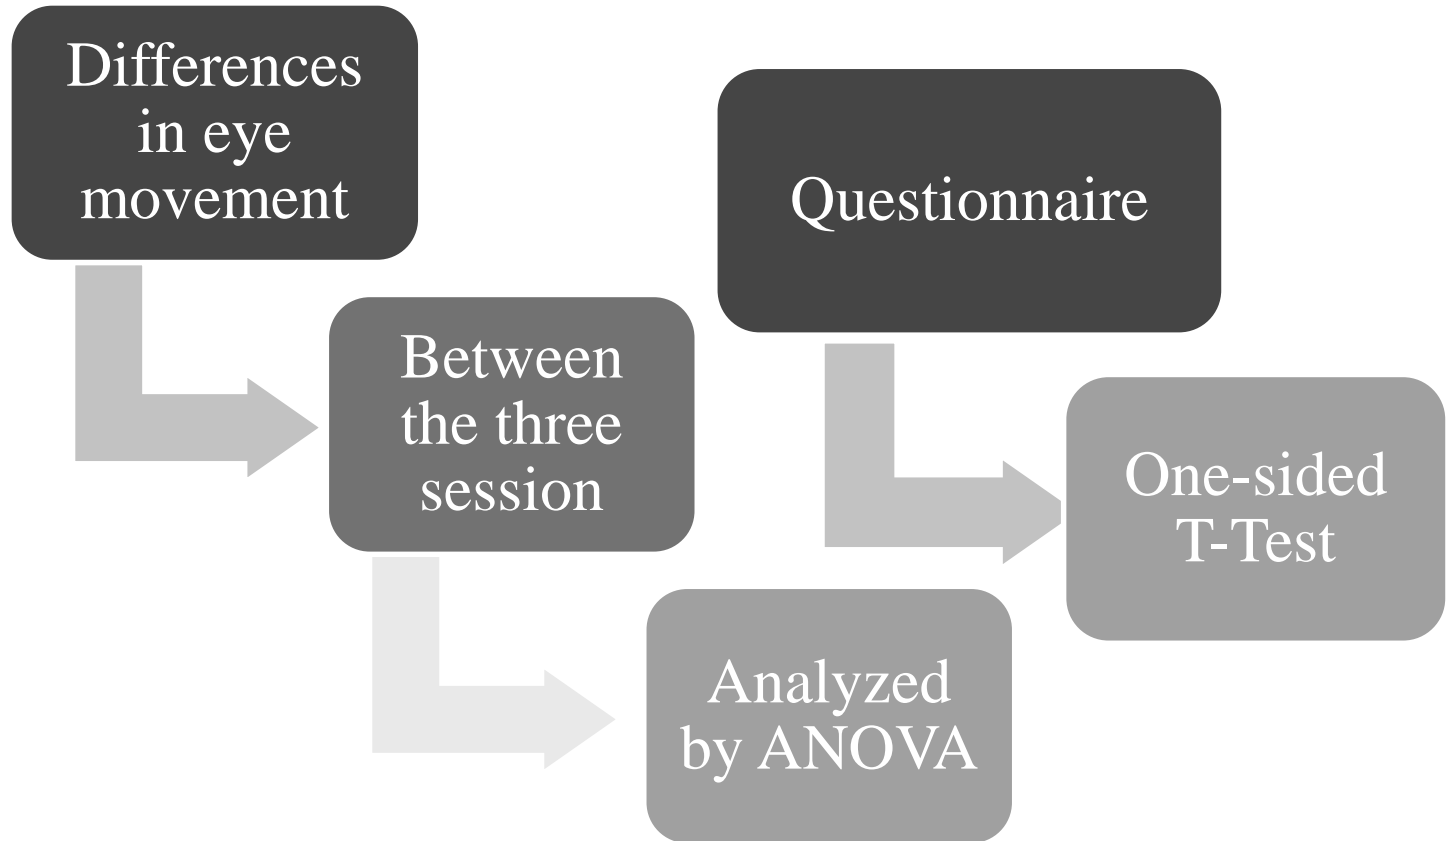 Differences
in eye
movement
Between
the three
session
Analyzed
by ANOVA
Questionnaire
One-sided
T-Test